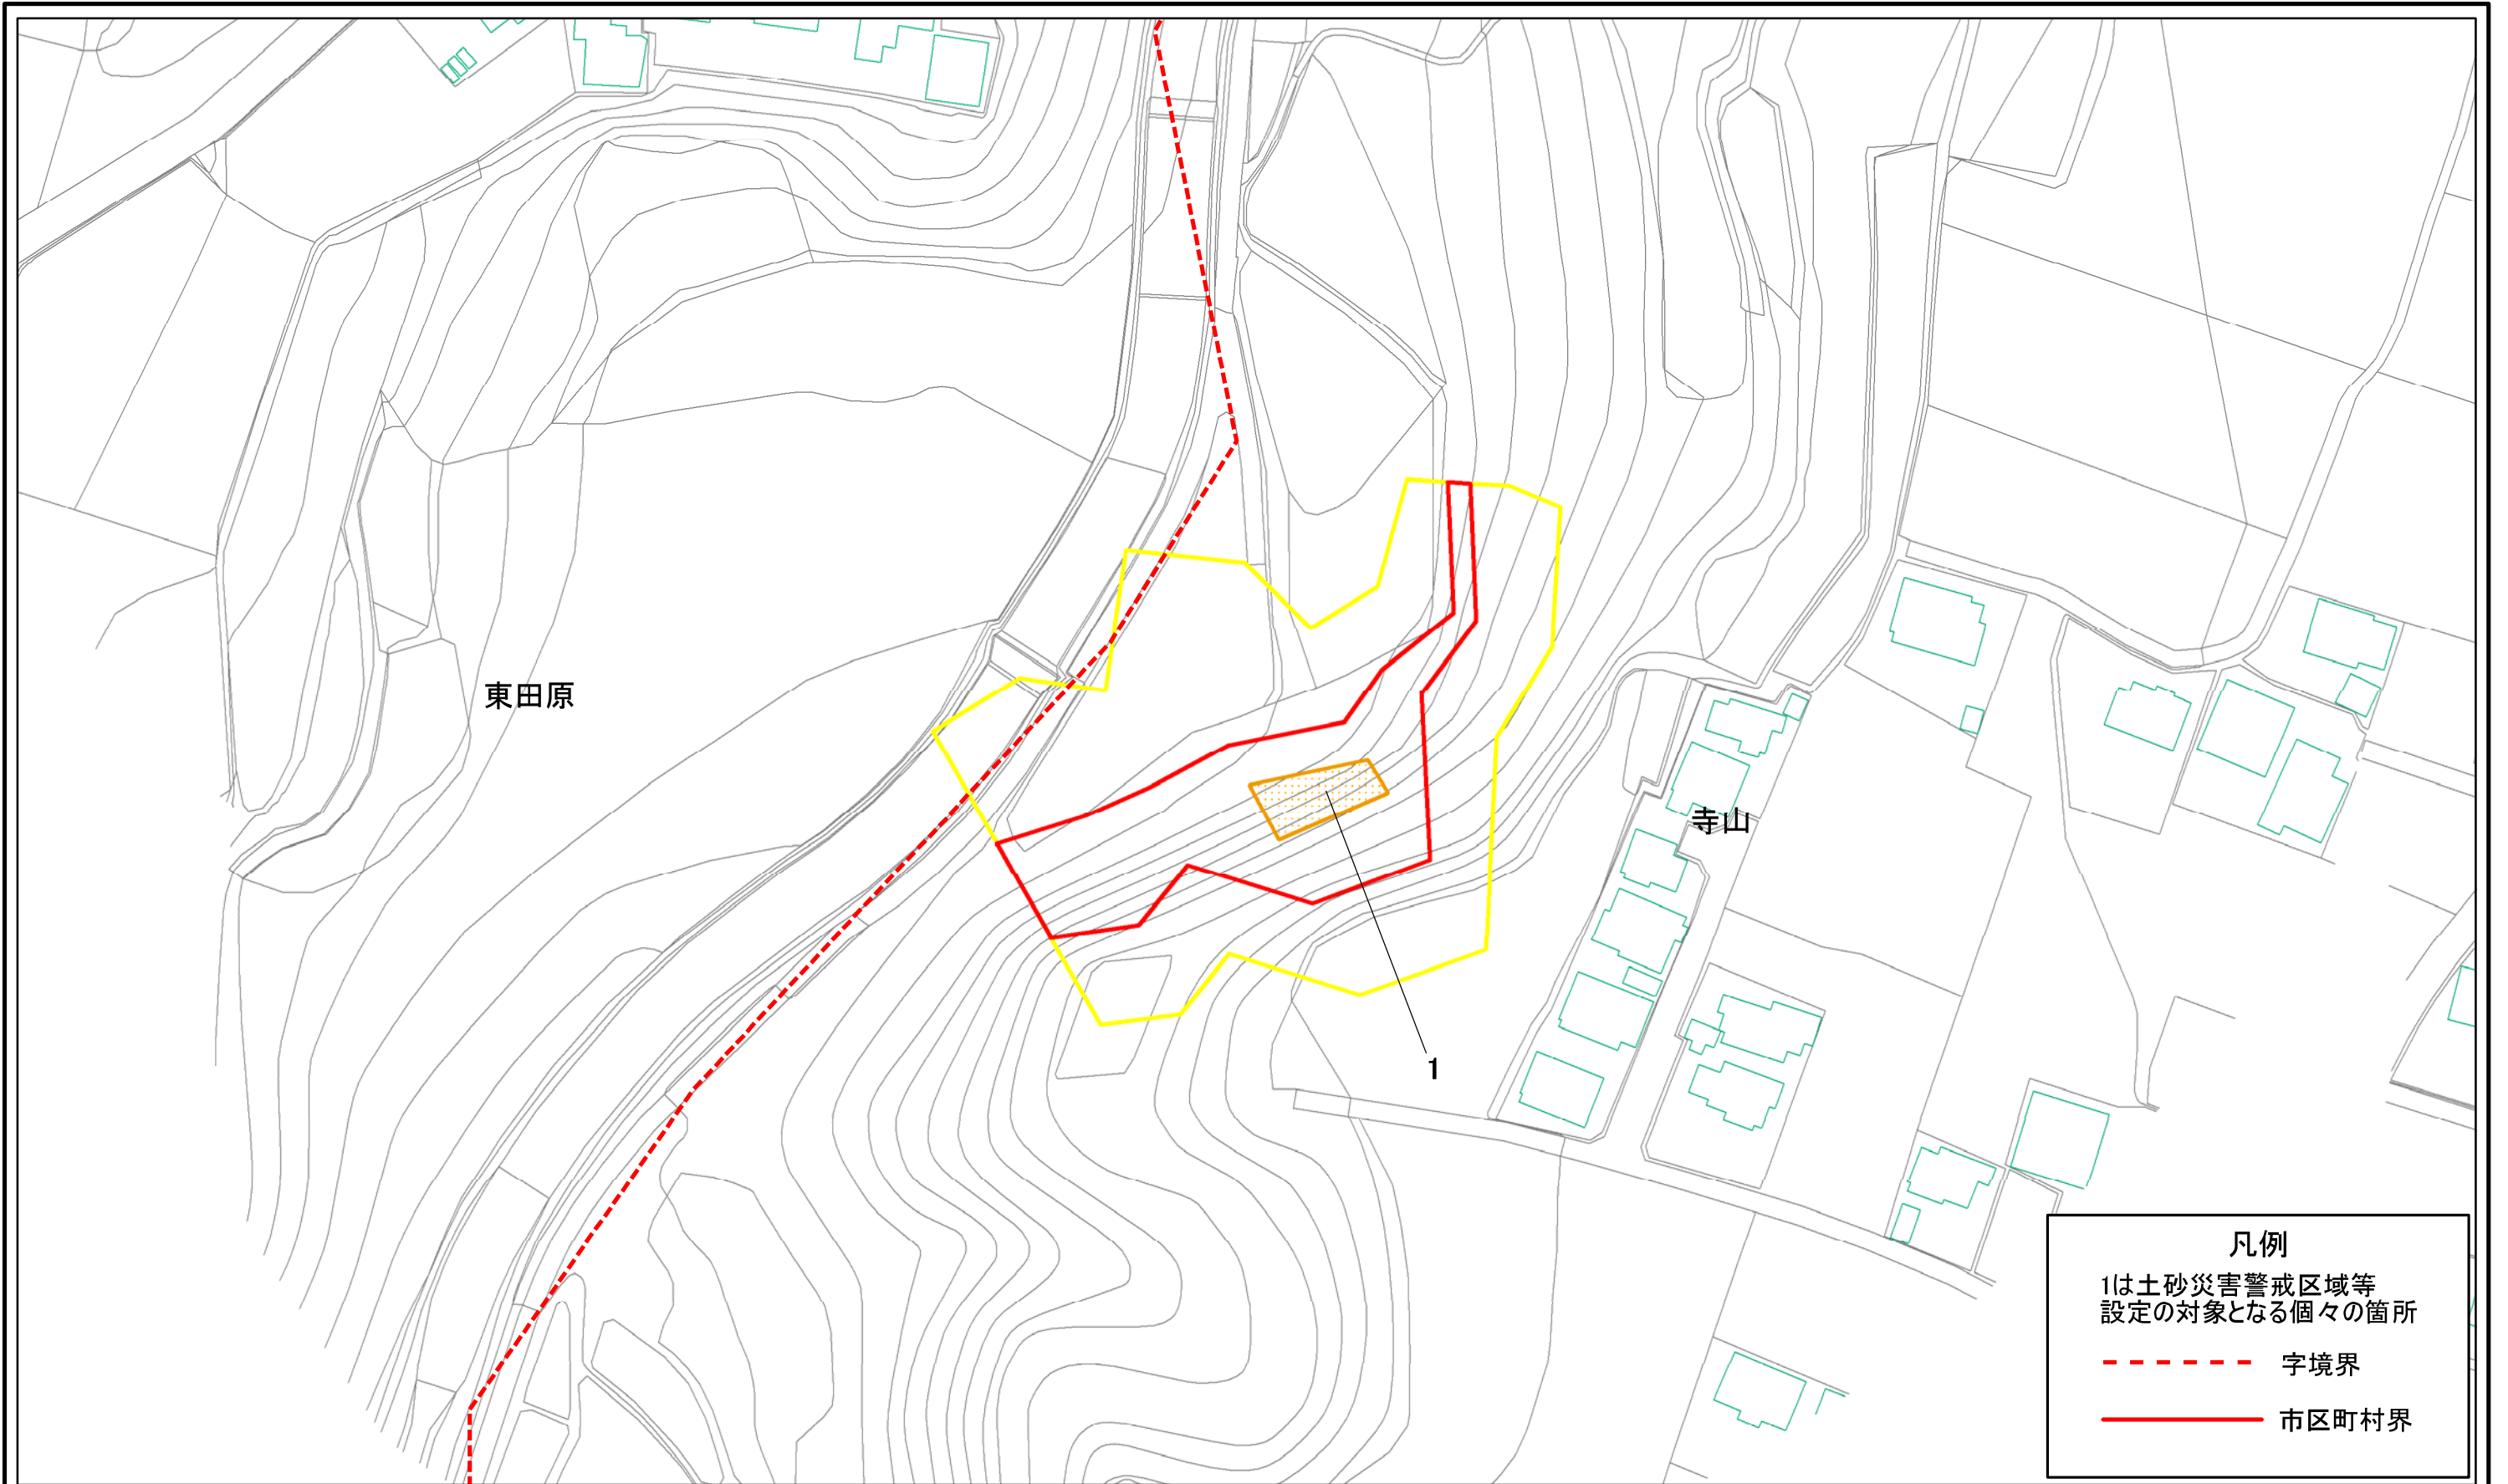 東田原
寺山
1
凡例
1は土砂災害警戒区域等
設定の対象となる個々の箇所
字境界
市区町村界